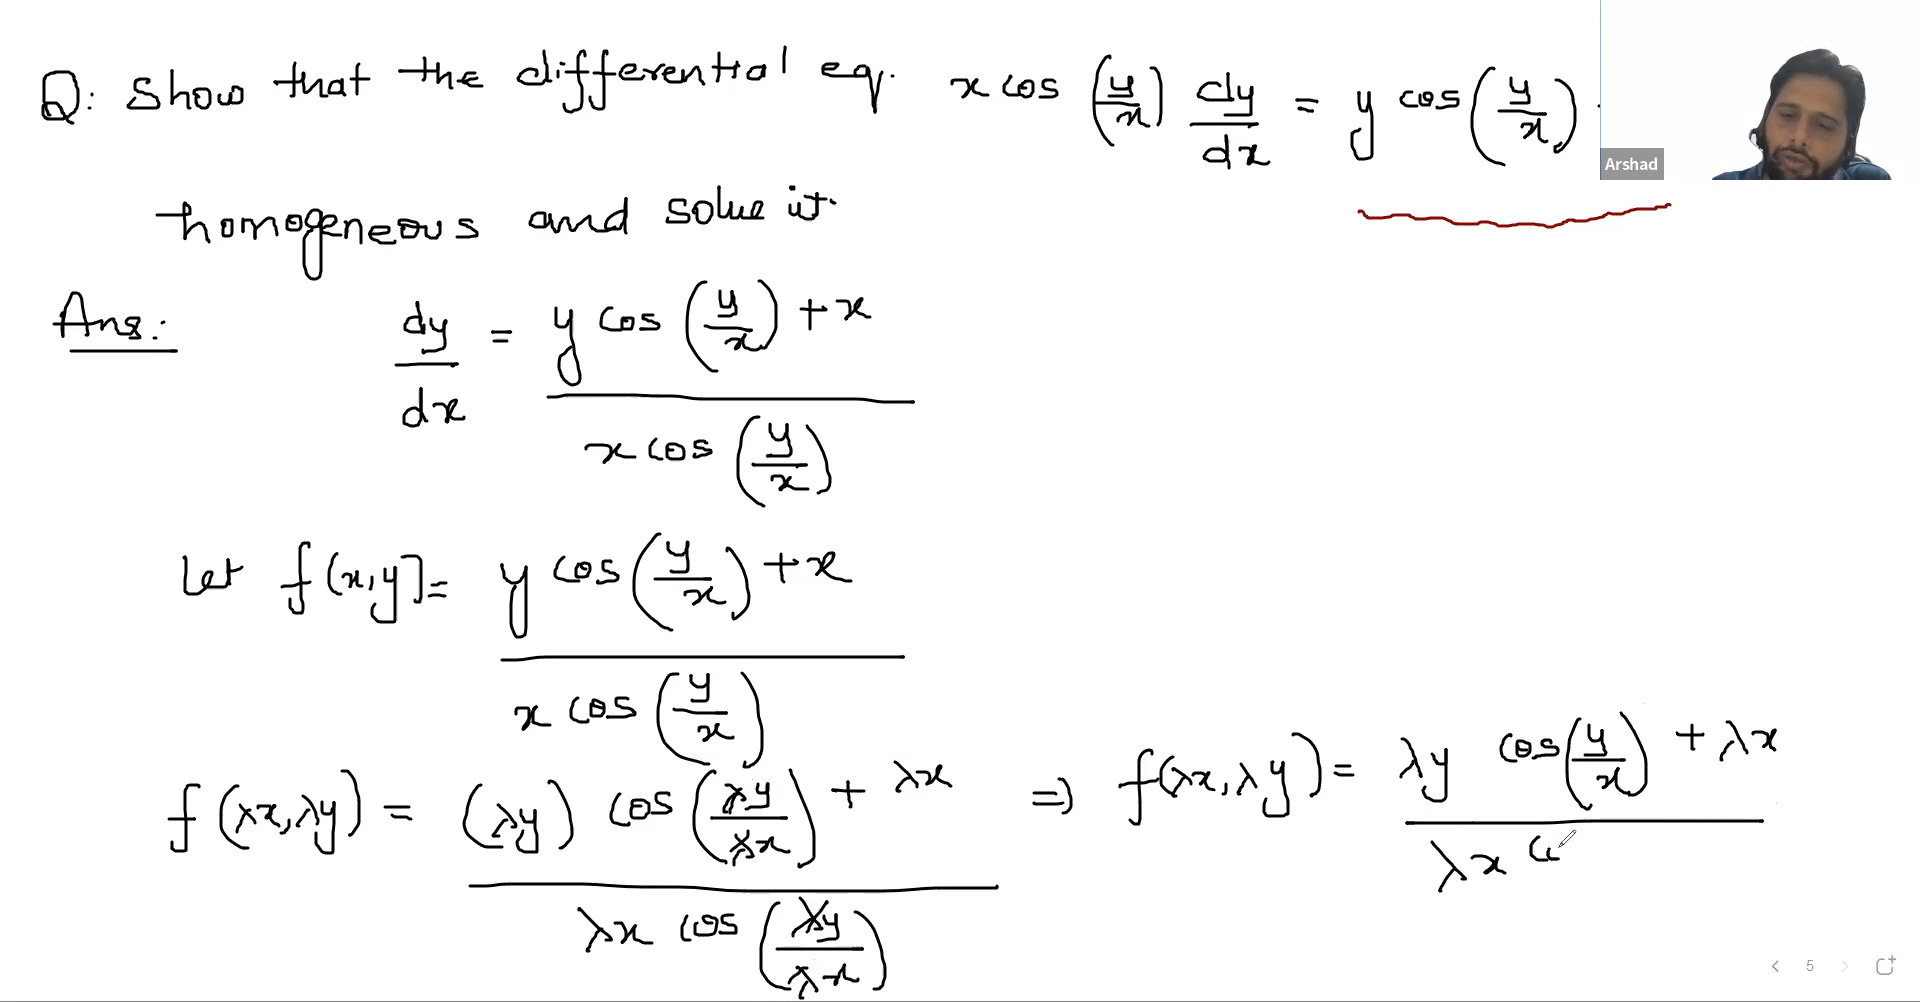 Q: Show that the differential eq. x cos (y/x) dy/dx = y cos (y/x)
Arshad
homogeneous and solve it.
Ans: dy/dx = (y cos (y/x) + x) / (x cos (y/x))
Let f(x,y] = (y cos (y/x) + x) / (x cos (y/x))
f(λx, λy) = ((λy) cos (λy/λx) + λx) / (λx cos (λy/λx)) ⇒ f(λx, λy) = (λy cos (y/x) + λx) / (λx
5